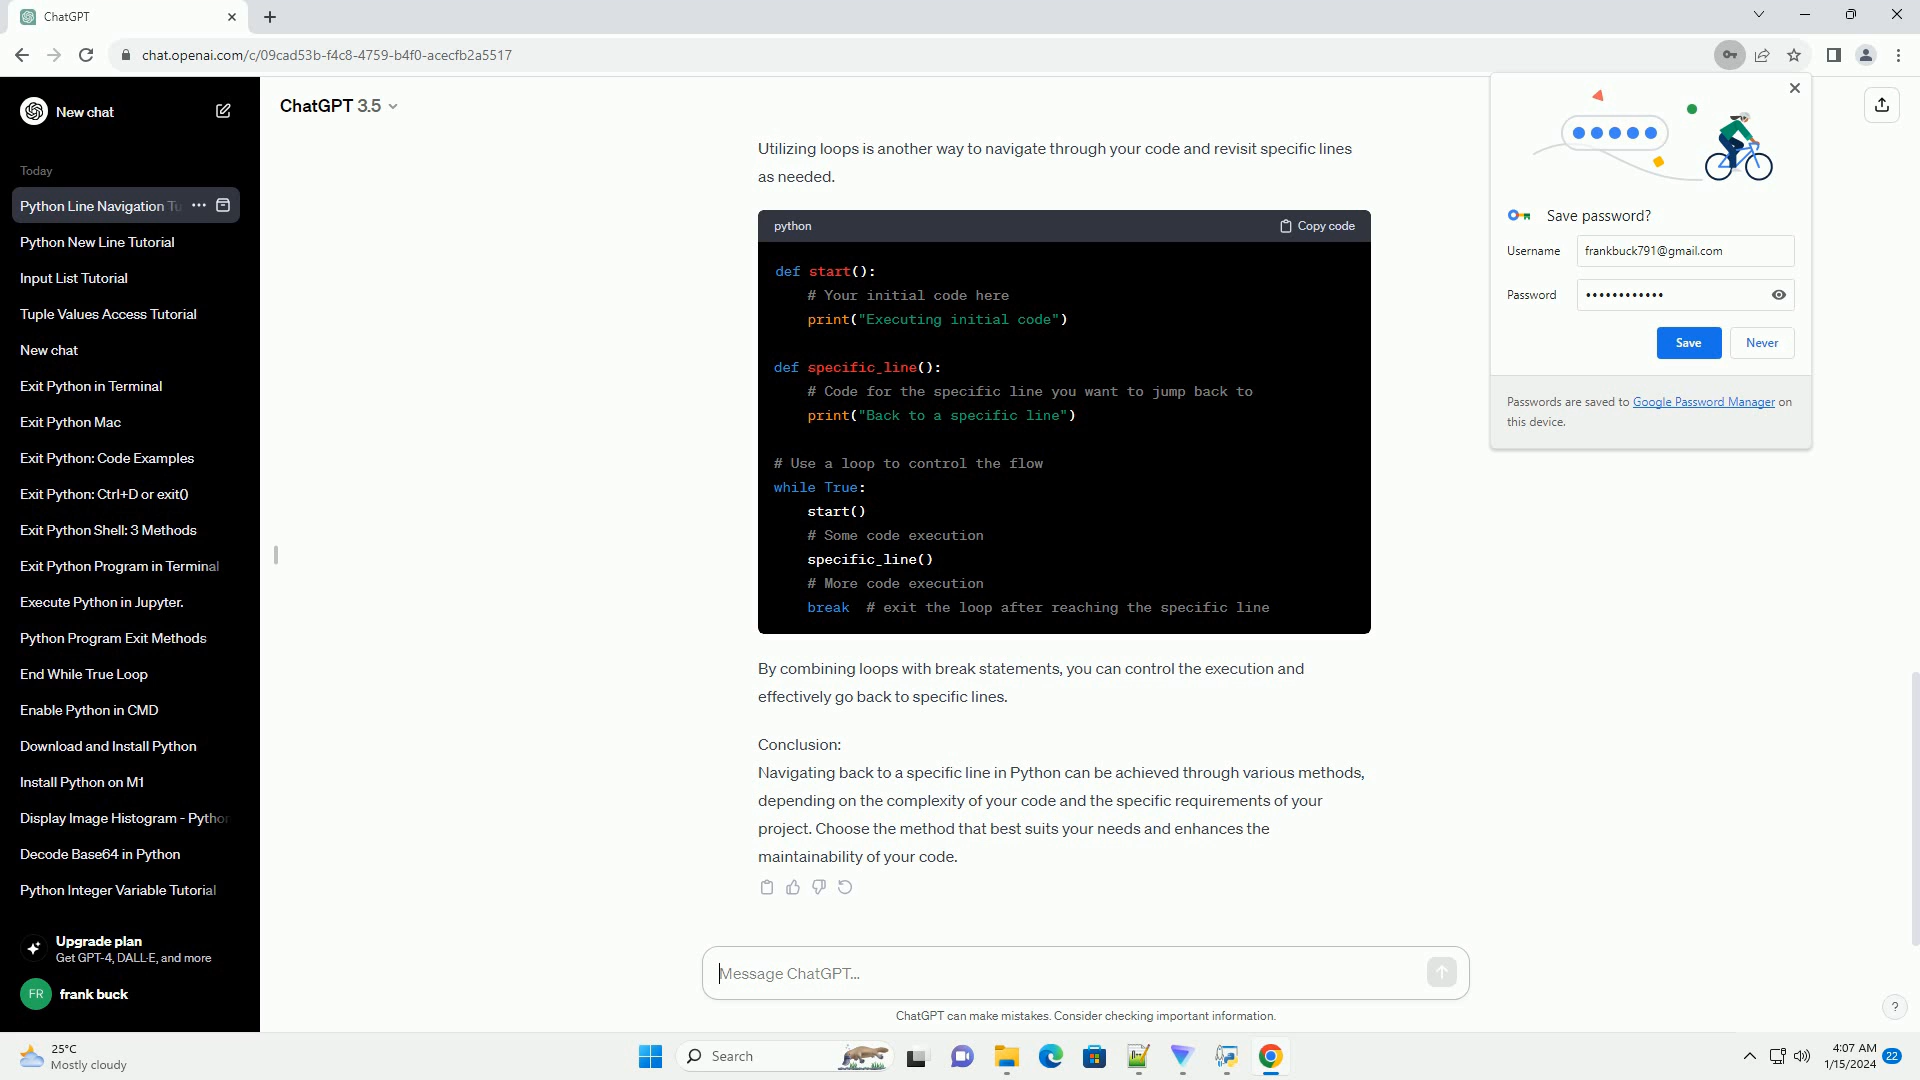 ChatGPT
chat.openai.com/c/09cad53b-f4c8-4759-b4f0-acecfb2a5517
New chat
Today
Python Line Navigation Tu
Python New Line Tutorial
Input List Tutorial
Tuple Values Access Tutorial
New chat
Exit Python in Terminal
Exit Python Mac
Exit Python: Code Examples
Exit Python: Ctrl+D or exit()
Exit Python Shell: 3 Methods
Exit Python Program in Terminal
Execute Python in Jupyter.
Python Program Exit Methods
End While True Loop
Enable Python in CMD
Download and Install Python
Install Python on M1
Display Image Histogram - Python
Decode Base64 in Python
Python Integer Variable Tutorial
Upgrade plan
Get GPT-4, DALL·E, and more
FR frank buck
ChatGPT 3.5
Utilizing loops is another way to navigate through your code and revisit specific lines
as needed.
python Copy code
def start():
# Your initial code here
print("Executing initial code")
def specific_line():
# Code for the specific line you want to jump back to
print("Back to a specific line")
# Use a loop to control the flow
while True:
start()
# Some code execution
specific_line()
# More code execution
break # exit the loop after reaching the specific line
By combining loops with break statements, you can control the execution and
effectively go back to specific lines.
Conclusion:
Navigating back to a specific line in Python can be achieved through various methods,
depending on the complexity of your code and the specific requirements of your
project. Choose the method that best suits your needs and enhances the
maintainability of your code.
Message ChatGPT...
ChatGPT can make mistakes. Consider checking important information.
?
Save password?
Username frankbuck791@gmail.com
Password ••••••••••••
Save Never
Passwords are saved to Google Password Manager on
this device.
25°C
Mostly cloudy
Search
4:07 AM
1/15/2024
22